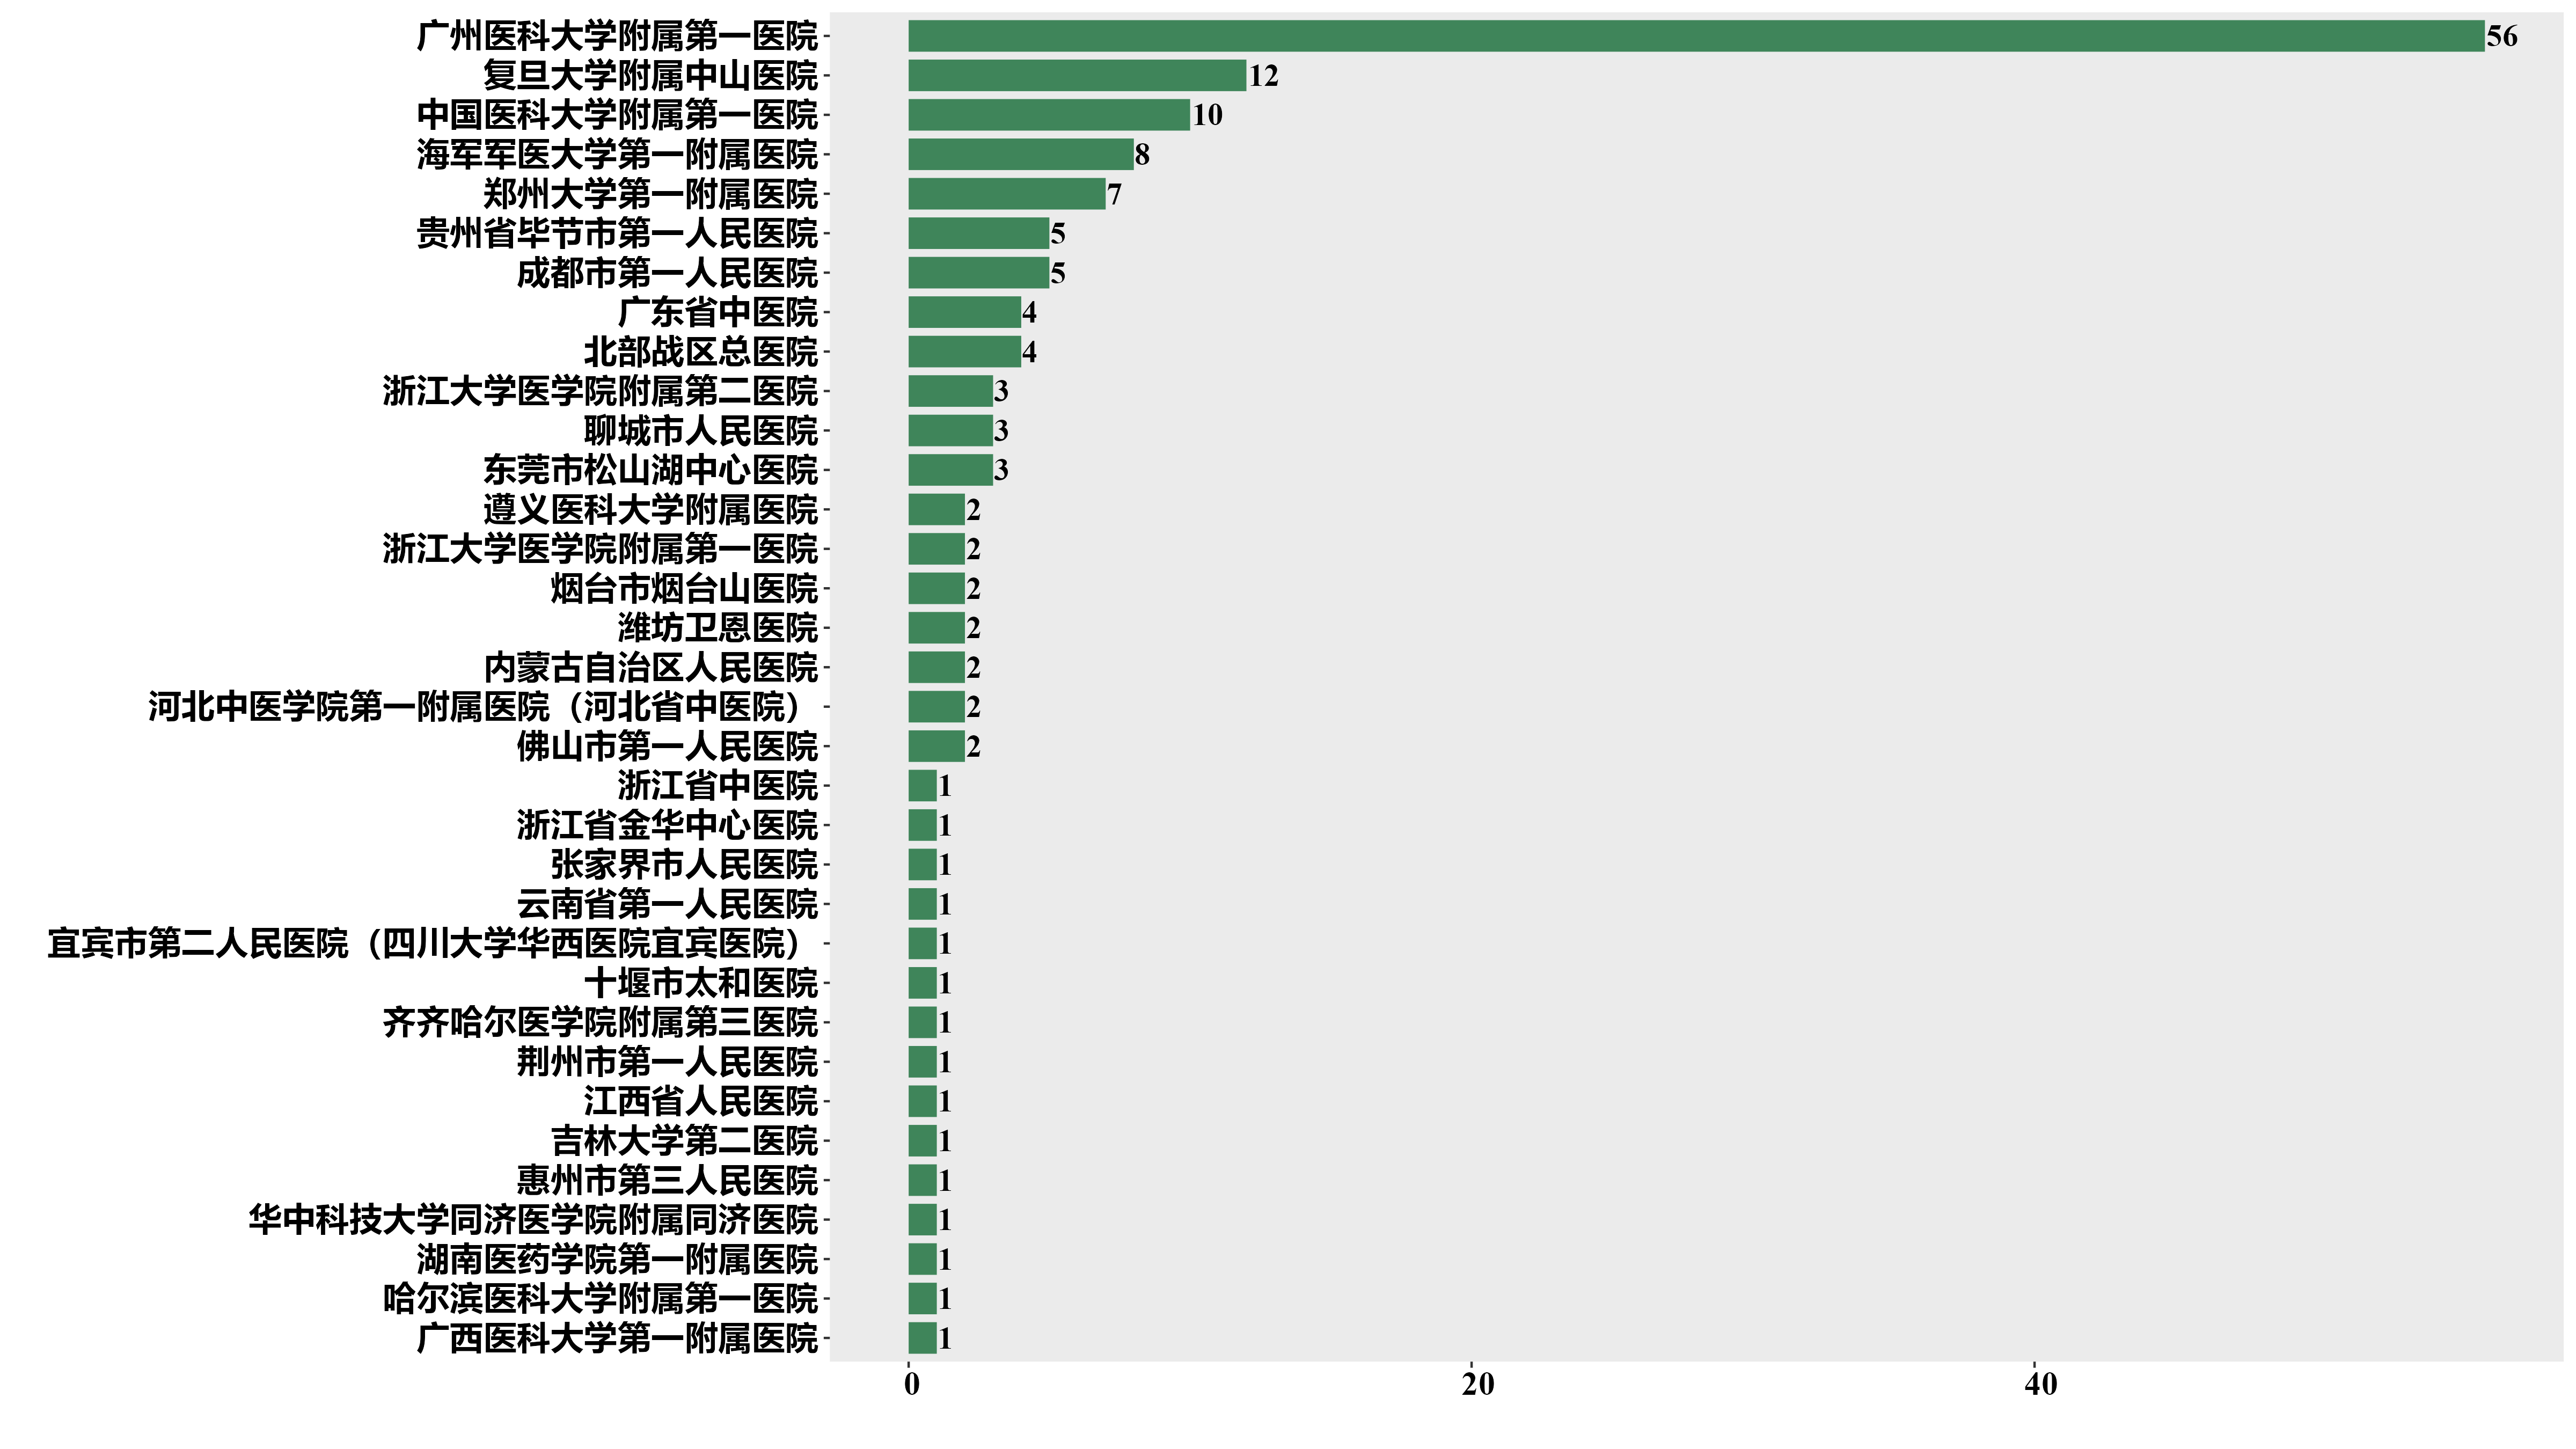 广州医科大学附属第一医院 56
复旦大学附属中山医院 12
中国医科大学附属第一医院 10
海军军医大学第一附属医院 8
郑州大学第一附属医院 7
贵州省毕节市第一人民医院 5
成都市第一人民医院 5
广东省中医院 4
北部战区总医院 4
浙江大学医学院附属第二医院 3
聊城市人民医院 3
东莞市松山湖中心医院 3
遵义医科大学附属医院 2
浙江大学医学院附属第一医院 2
烟台市烟台山医院 2
潍坊卫恩医院 2
内蒙古自治区人民医院 2
河北中医学院第一附属医院（河北省中医院） 2
佛山市第一人民医院 2
浙江省中医院 1
浙江省金华中心医院 1
张家界市人民医院 1
云南省第一人民医院 1
宜宾市第二人民医院（四川大学华西医院宜宾医院） 1
十堰市太和医院 1
齐齐哈尔医学院附属第三医院 1
荆州市第一人民医院 1
江西省人民医院 1
吉林大学第二医院 1
惠州市第三人民医院 1
华中科技大学同济医学院附属同济医院 1
湖南医药学院第一附属医院 1
哈尔滨医科大学附属第一医院 1
广西医科大学第一附属医院 1
0 20 40